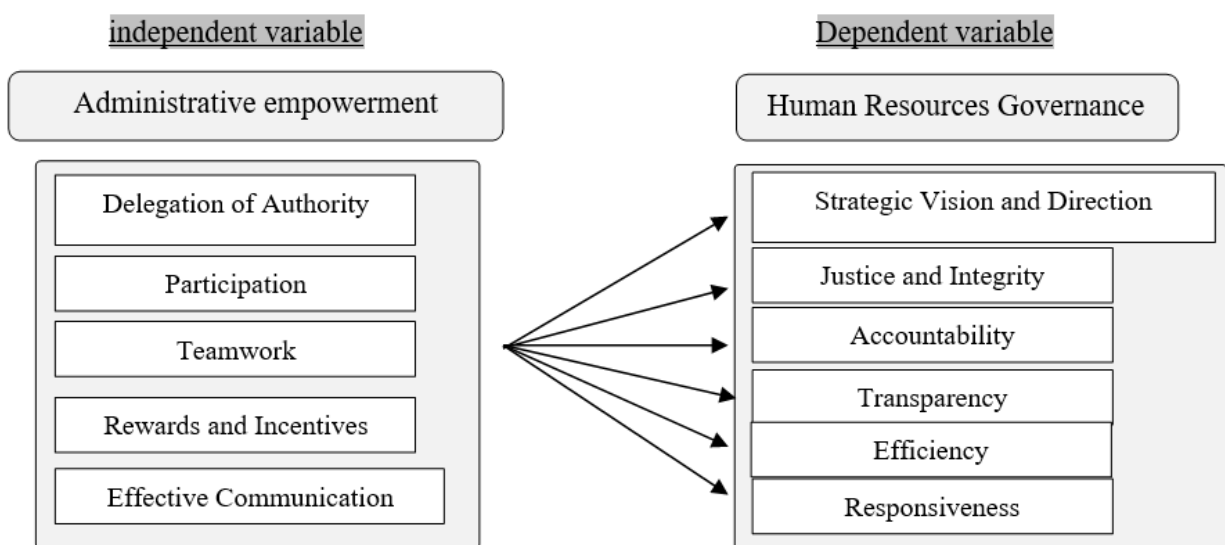 independent variable
Dependent variable
Administrative empowerment
Human Resources Governance
Delegation of Authority
Participation
Teamwork
Rewards and Incentives
Effective Communication
Strategic Vision and Direction
Justice and Integrity
Accountability
Transparency
Efficiency
Responsiveness